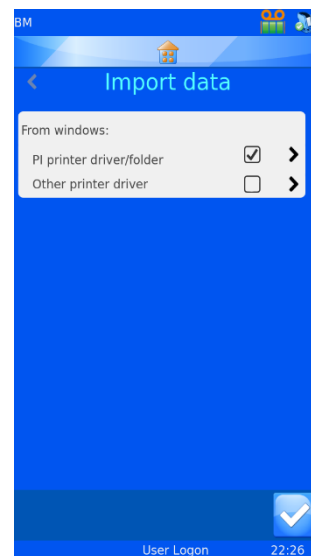 BM
Import data
From windows:
PI printer driver/folder
Other printer driver
User Logon 22:26